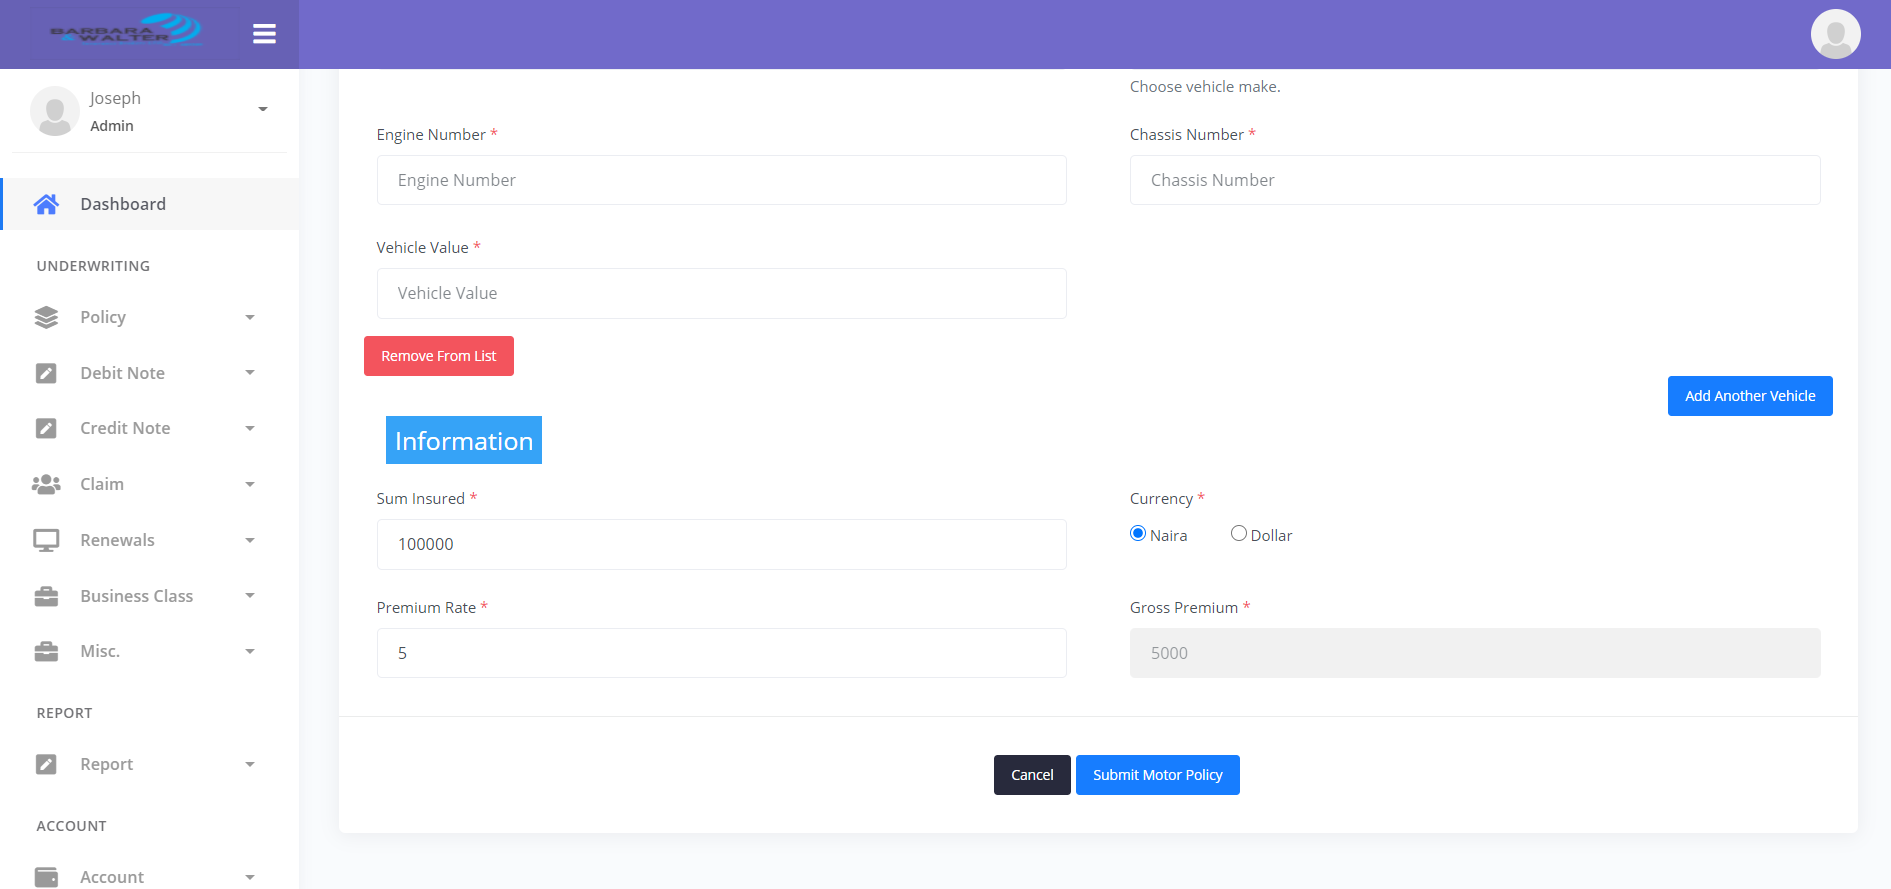 BARBARA
& WALTER
Joseph
Admin
Dashboard
UNDERWRITING
Policy
Debit Note
Credit Note
Claim
Renewals
Business Class
Misc.
REPORT
Report
ACCOUNT
Account
Choose vehicle make.
Engine Number *
Chassis Number *
Engine Number
Chassis Number
Vehicle Value *
Vehicle Value
Remove From List
Add Another Vehicle
Information
Sum Insured *
Currency *
100000
Naira
Dollar
Premium Rate *
Gross Premium *
5
5000
Cancel
Submit Motor Policy